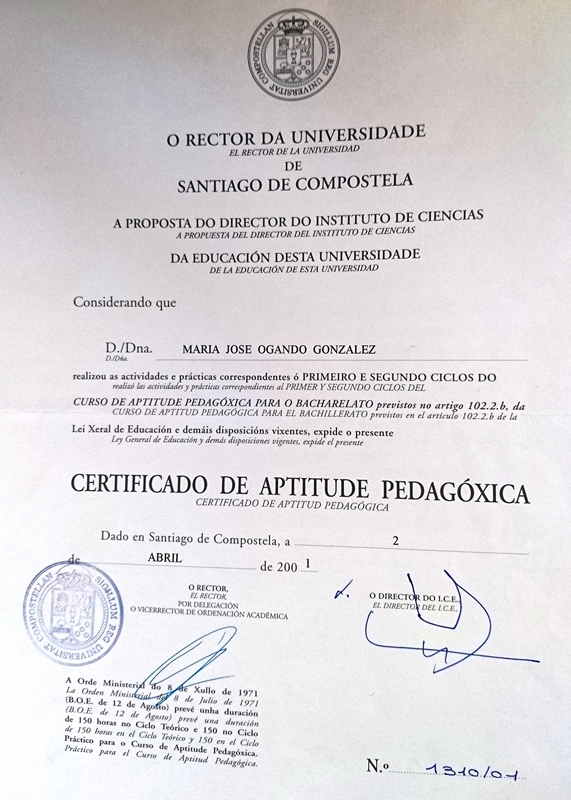 SIGILLUM REG UNIVERSITAT COMPOSTELLAN
O RECTOR DA UNIVERSIDADE
EL RECTOR DE LA UNIVERSIDAD
DE
SANTIAGO DE COMPOSTELA
A PROPOSTA DO DIRECTOR DO INSTITUTO DE CIENCIAS
A PROPUESTA DEL DIRECTOR DEL INSTITUTO DE CIENCIAS
DA EDUCACIÓN DESTA UNIVERSIDADE
DE LA EDUCACIÓN DE ESTA UNIVERSIDAD
Considerando que
D./Dna. MARIA JOSE OGANDO GONZALEZ
D./Dña.
realizou as actividades e prácticas correspondentes ó PRIMEIRO E SEGUNDO CICLOS DO
realizó las actividades y prácticas correspondientes al PRIMER Y SEGUNDO CICLOS DEL
CURSO DE APTITUDE PEDAGÓXICA PARA O BACHARELATO previstos no artigo 102.2.b, da
CURSO DE APTITUD PEDAGÓGICA PARA EL BACHILLERATO previstos en el artículo 102.2.b de la
Lei Xeral de Educación e demáis disposicións vixentes, expide o presente
Ley General de Educación y demás disposiciones vigentes, expide el presente
CERTIFICADO DE APTITUDE PEDAGÓXICA
CERTIFICADO DE APTITUD PEDAGÓGICA
Dado en Santiago de Compostela, a 2
de ABRIL de 2001
SIGILLUM REG UNIVERSITAT COMPOSTELLAN
O RECTOR,
EL RECTOR,
POR DELEGACIÓN
O VICERRECTOR DE ORDENACIÓN ACADÉMICA
O DIRECTOR DO I.C.E.,
EL DIRECTOR DEL I.C.E.,
A Orde Ministerial do 8 de Xullo de 1971
La Orden Ministerial del 8 de Julio de 1971
(B.O.E. de 12 de Agosto) prevé unha duración
(B.O.E. de 12 de Agosto) prevé una duración
de 150 horas no Ciclo Teórico e 150 no Ciclo
de 150 horas en el Ciclo Teórico y 150 en el Ciclo
Práctico para o Curso de Aptitude Pedagóxica.
Práctico para el Curso de Aptitud Pedagógica.
N.º 1310/01